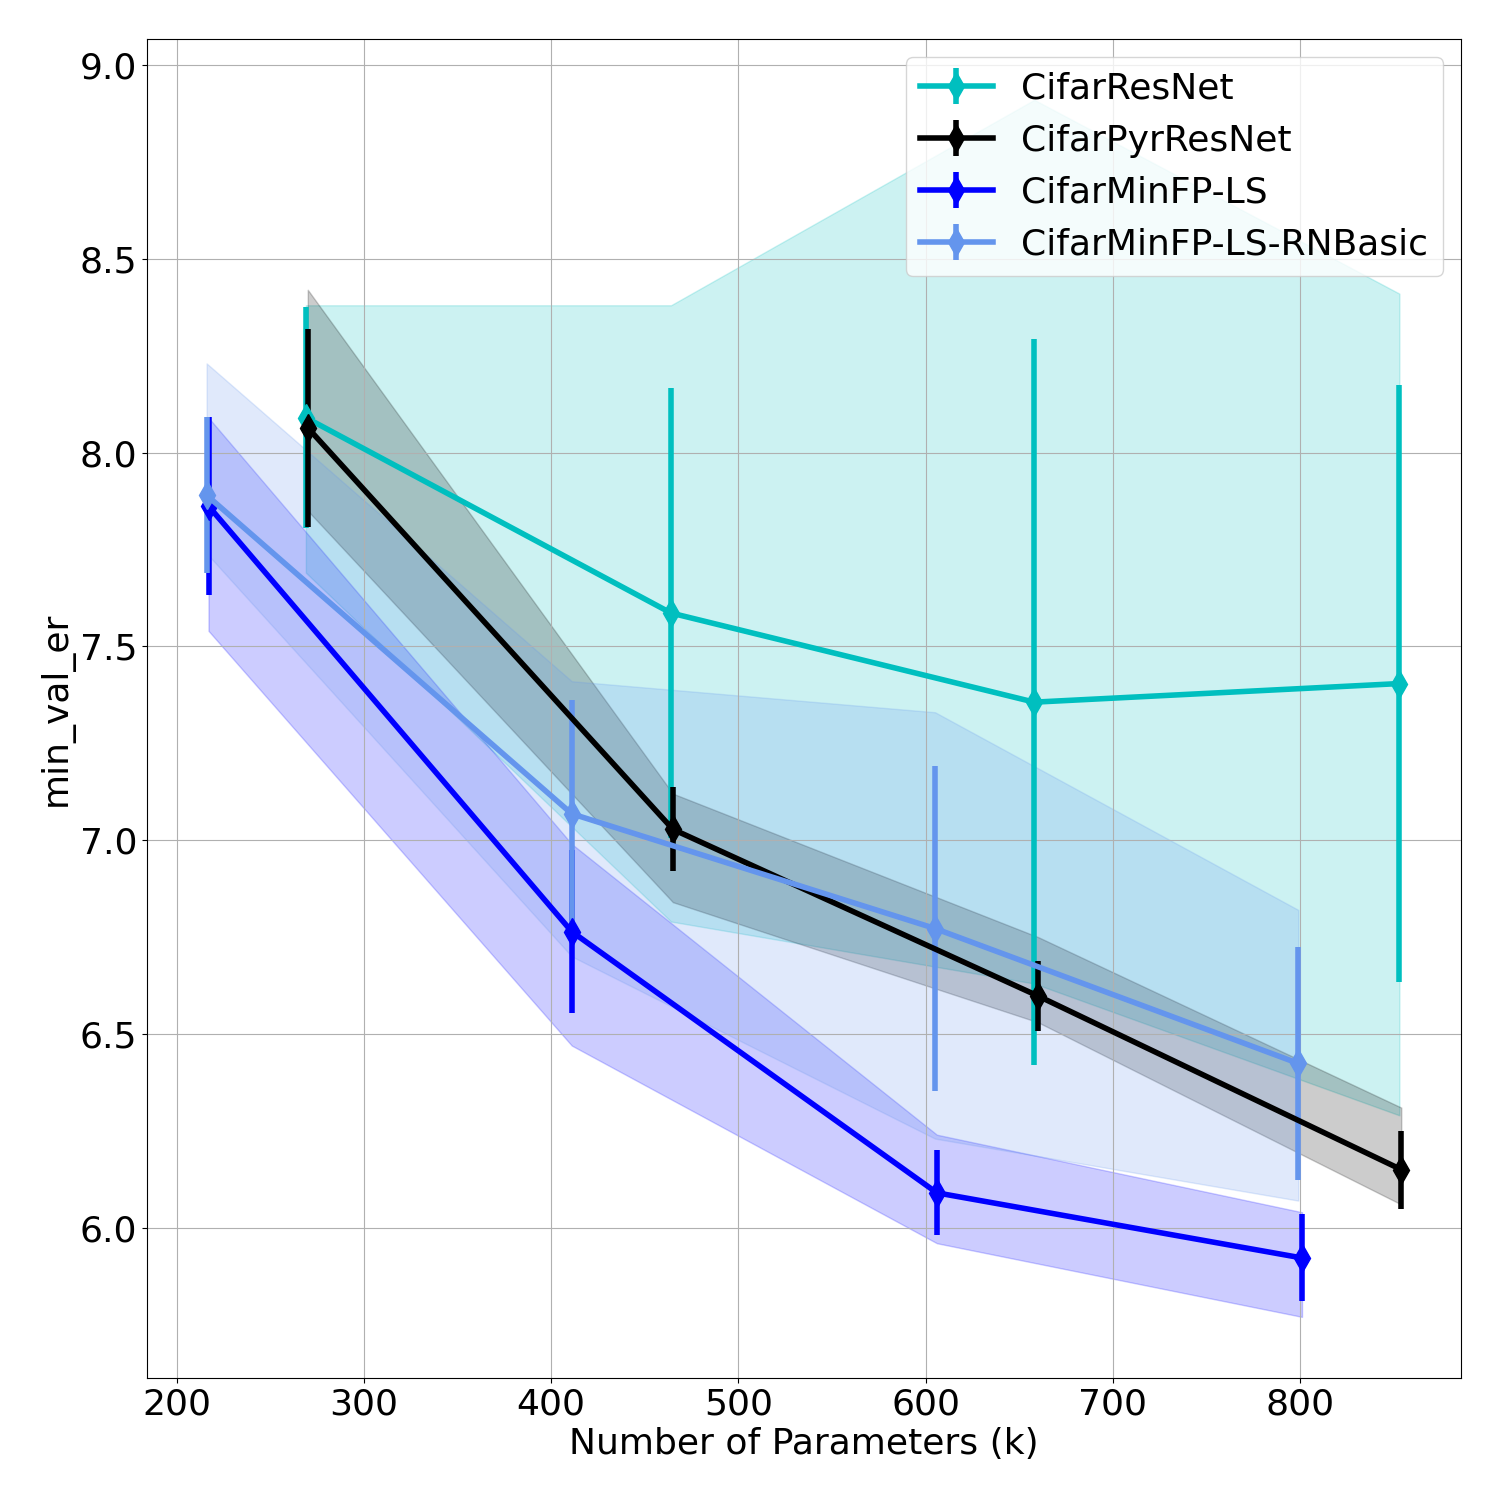 9.0
8.5
8.0
7.5
7.0
6.5
6.0
min_val_er
CifarResNet
CifarPyrResNet
CifarMinFP-LS
CifarMinFP-LS-RNBasic
200 300 400 500 600 700 800
Number of Parameters (k)